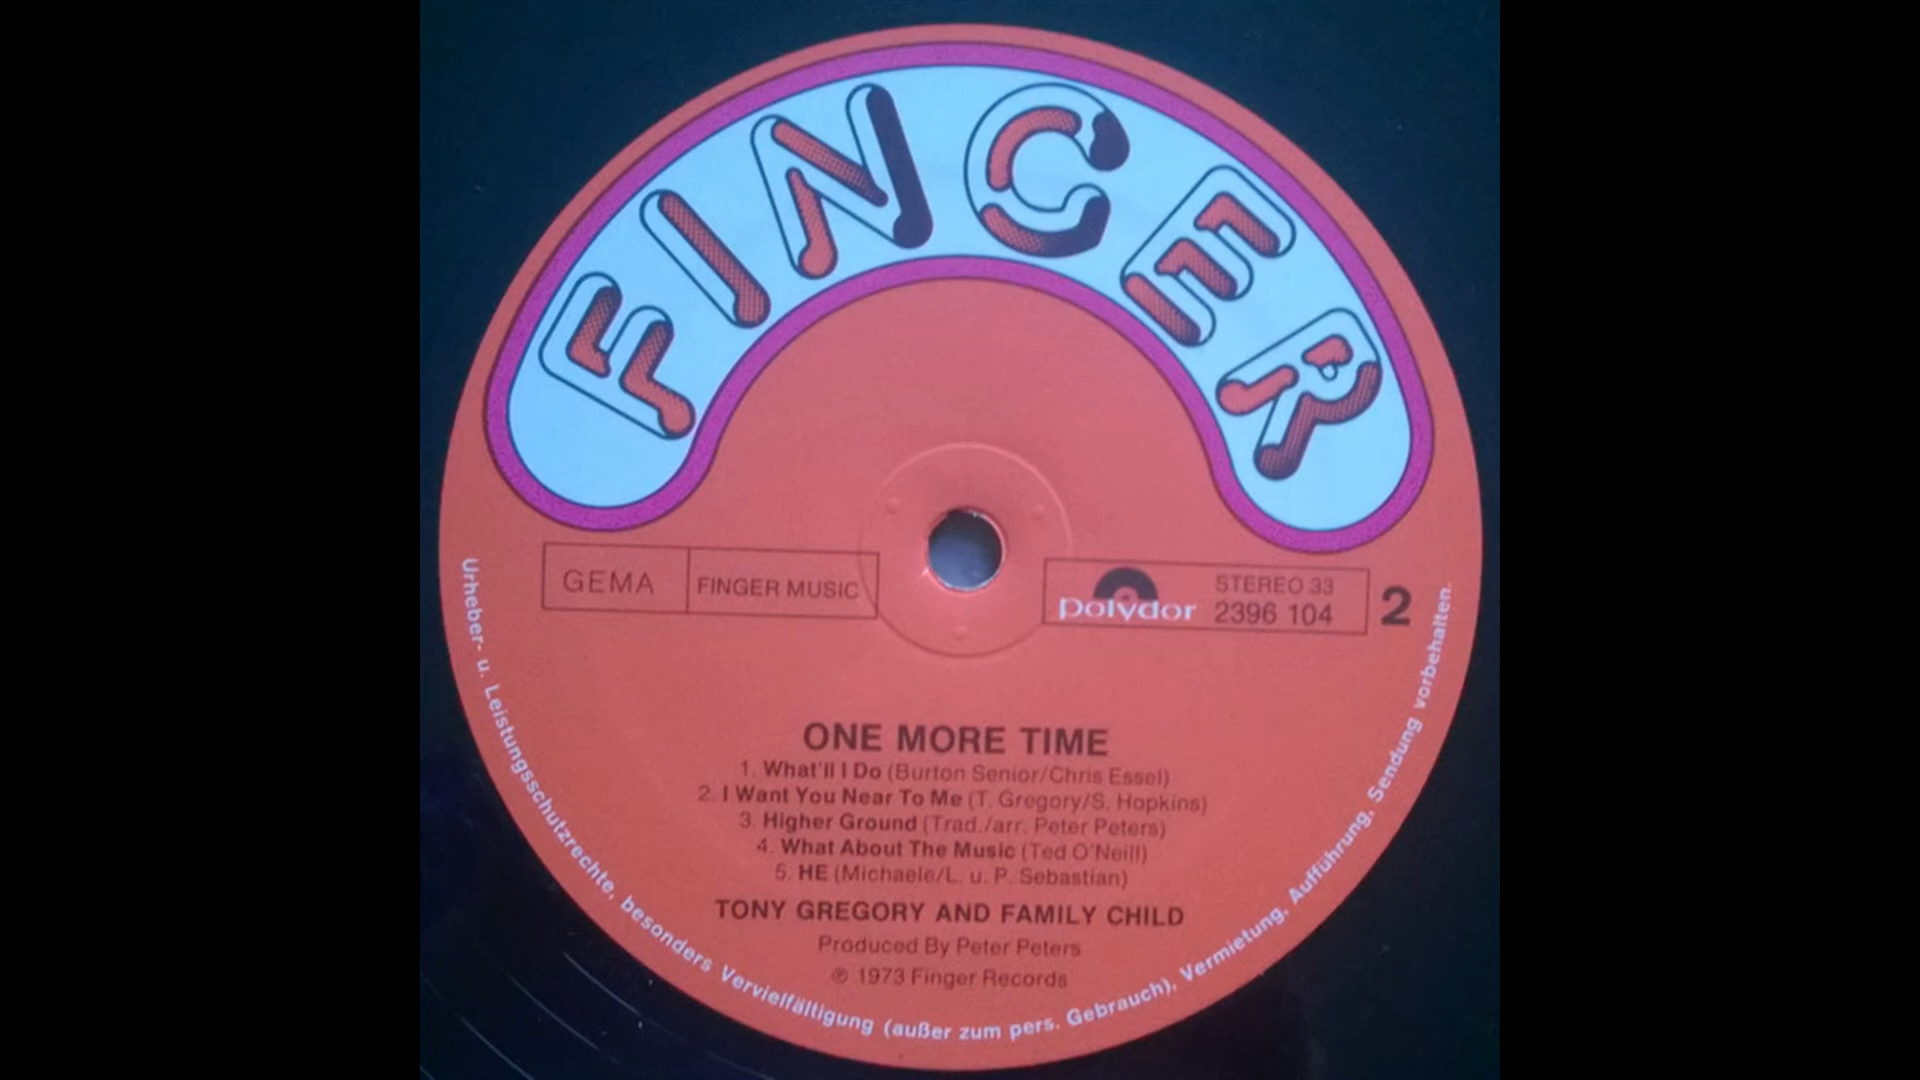 FINGER
GEMA
FINGER MUSIC
polydor
STEREO 33
2396 104
2
ONE MORE TIME
1. What'll I Do (Burton Senior/Chris Essel)
2. I Want You Near To Me (T. Gregory/S. Hopkins)
3. Higher Ground (Trad./arr. Peter Peters)
4. What About The Music (Ted O'Neill)
5. HE (Michaele/L. u. P. Sebastian)
TONY GREGORY AND FAMILY CHILD
Produced By Peter Peters
℗ 1973 Finger Records
Urheber- u. Leistungsschutzrechte, besonders Vervielfältigung (außer zum pers. Gebrauch), Vermietung, Aufführung, Sendung vorbehalten.